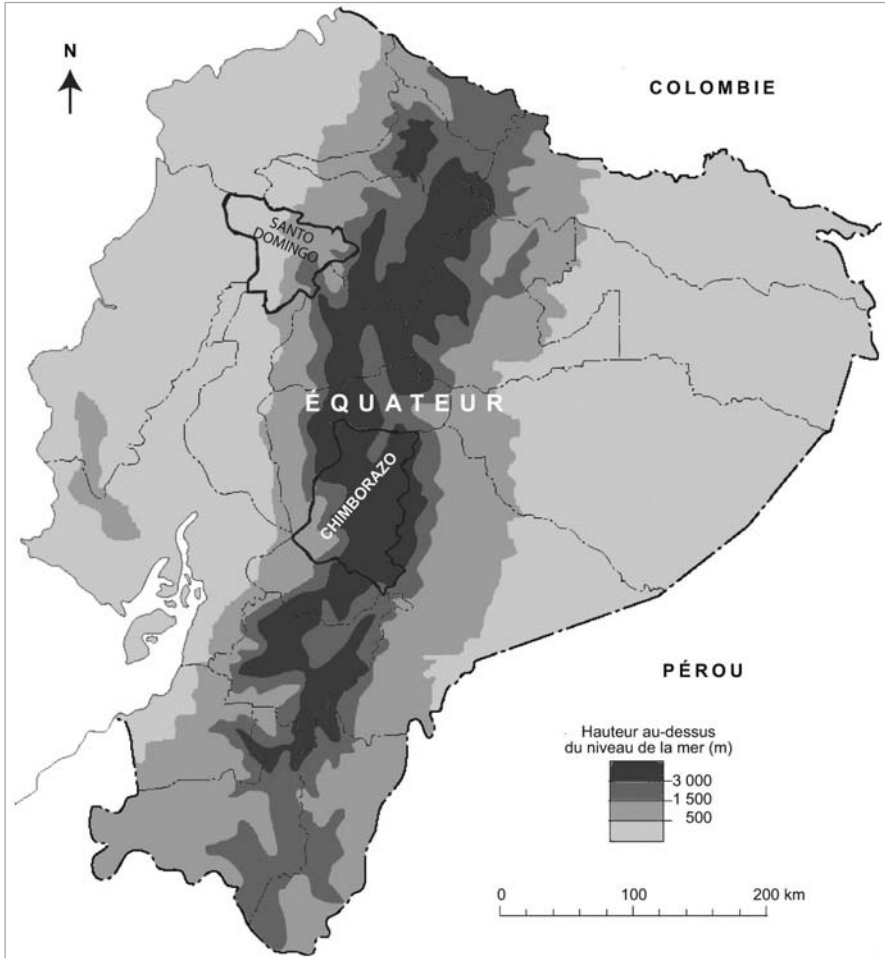 N
COLOMBIE
SANTO
DOMINGO
ÉQUATEUR
CHIMBORAZO
PÉROU
Hauteur au-dessus
du niveau de la mer (m)
3 000
1 500
500
0 100 200 km